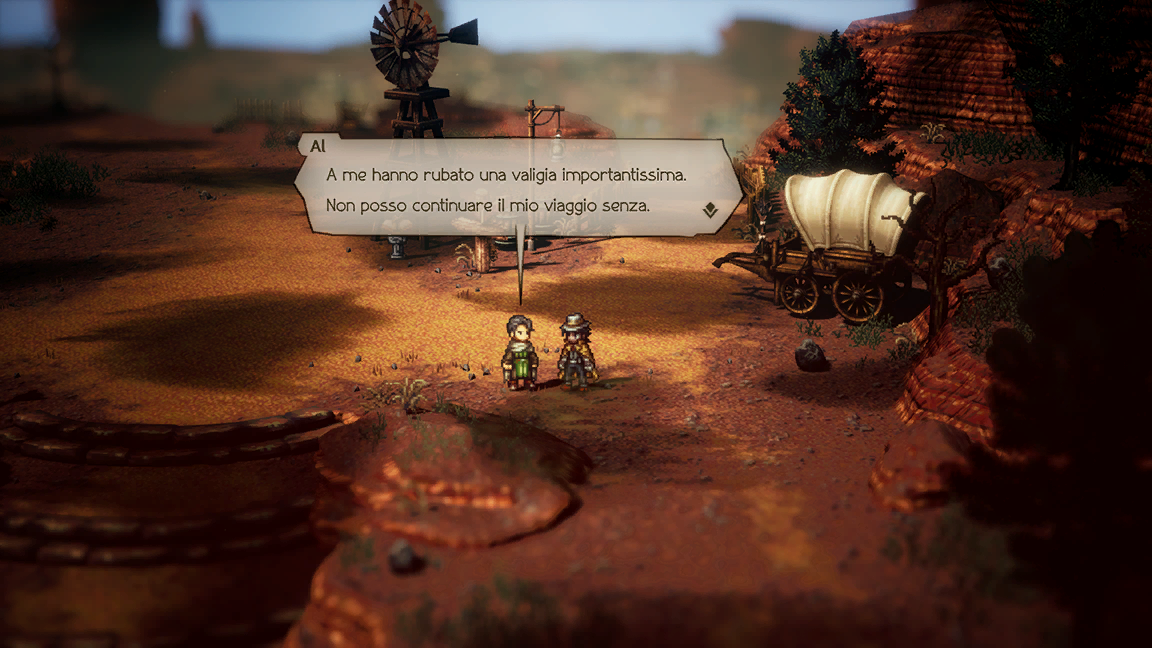 Al
A me hanno rubato una valigia importantissima.
Non posso continuare il mio viaggio senza.